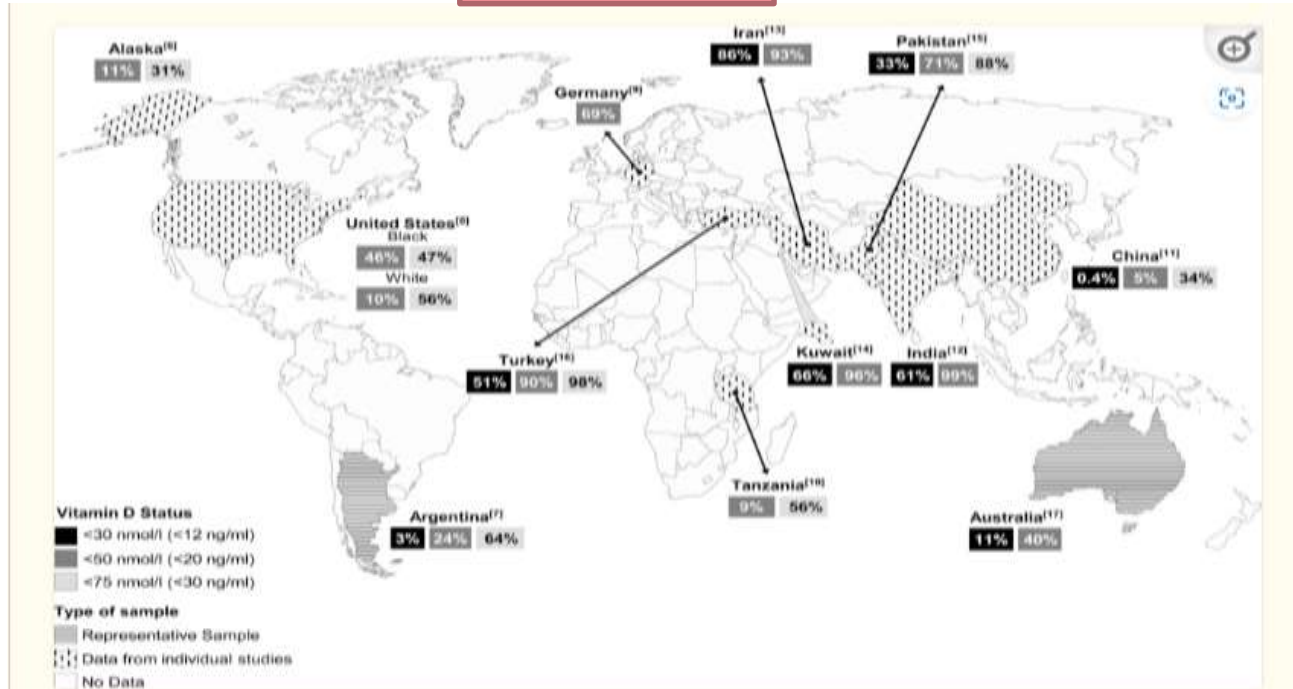 Alaska[6]
11% 31%
Iran[13]
86% 93%
Pakistan[15]
33% 71% 88%
Germany[9]
69%
United States[8]
Black
46% 47%
White
10% 56%
China[11]
0.4% 5% 34%
Turkey[16]
51% 90% 98%
Kuwait[14]
66% 96%
India[12]
61% 99%
Tanzania[10]
9% 56%
Argentina[7]
3% 24% 64%
Australia[17]
11% 40%
Vitamin D Status
<30 nmol/l (<12 ng/ml)
<50 nmol/l (<20 ng/ml)
<75 nmol/l (<30 ng/ml)
Type of sample
Representative Sample
Data from individual studies
No Data